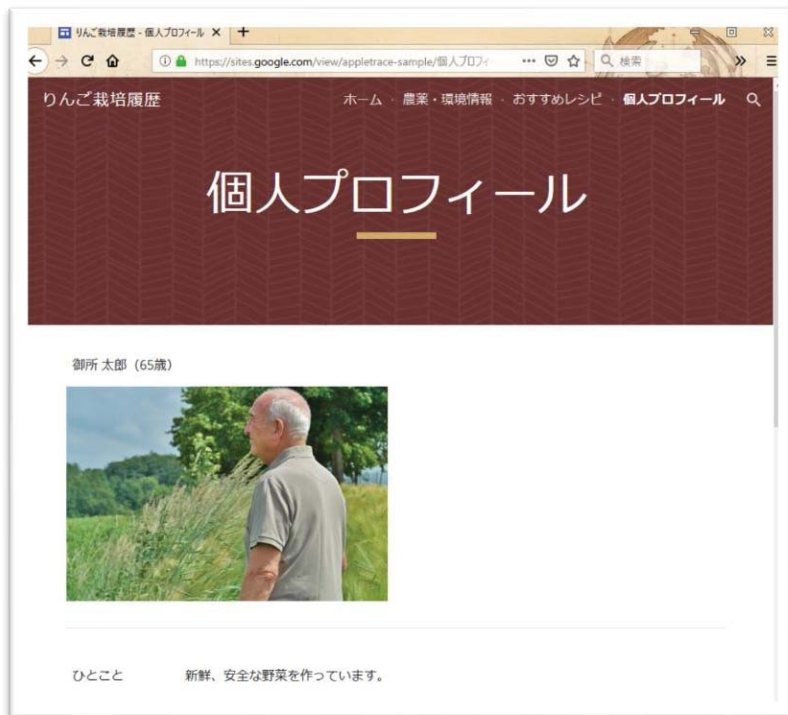 りんご栽培履歴 - 個人プロフィール
https://sites.google.com/view/appletrace-sample/個人プロフィ
検索
りんご栽培履歴
ホーム
農薬・環境情報
おすすめレシピ
個人プロフィール
個人プロフィール
御所 太郎（65歳）
ひとこと 新鮮、安全な野菜を作っています。